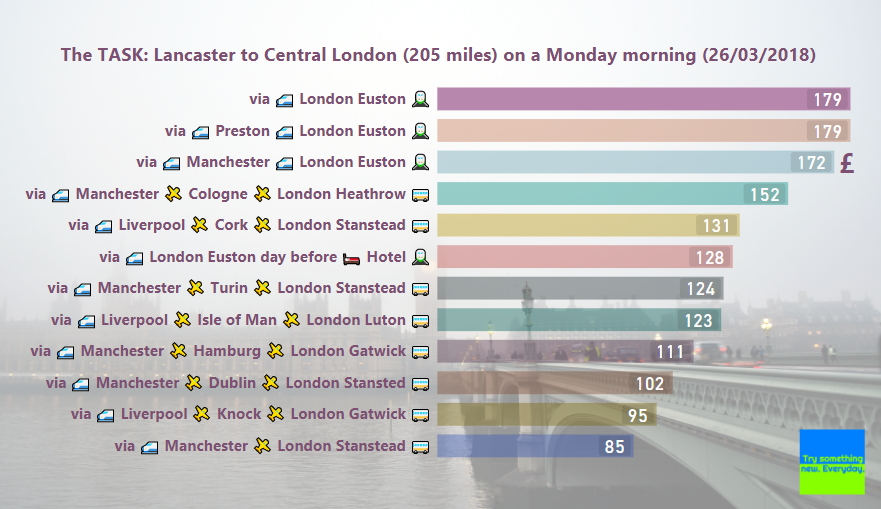 The TASK: Lancaster to Central London (205 miles) on a Monday morning (26/03/2018)
via London Euston 179
via Preston London Euston 179
via Manchester London Euston 172 £
via Manchester Cologne London Heathrow 152
via Liverpool Cork London Stanstead 131
via London Euston day before Hotel 128
via Manchester Turin London Stanstead 124
via Liverpool Isle of Man London Luton 123
via Manchester Hamburg London Gatwick 111
via Manchester Dublin London Stansted 102
via Liverpool Knock London Gatwick 95
via Manchester London Stanstead 85
Try something
new. Everyday.